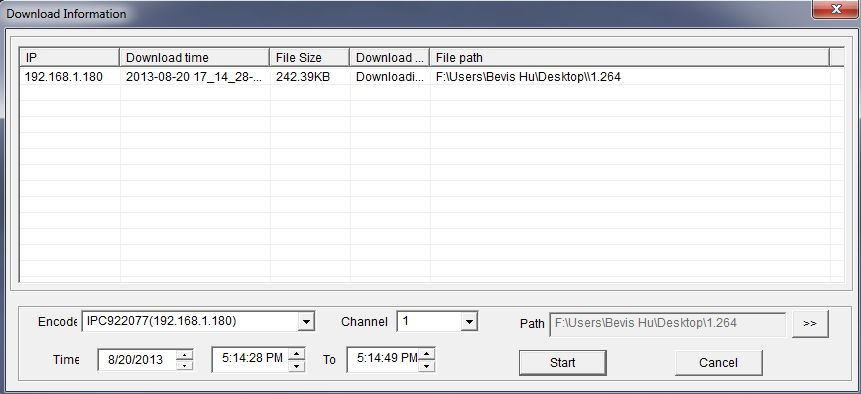 Download Information
IP Download time File Size Download ... File path
192.168.1.180 2013-08-20 17_14_28-... 242.39KB Downloadi... F:\Users\Bevis Hu\Desktop\\1.264
Encode IPC922077(192.168.1.180) Channel 1 Path F:\Users\Bevis Hu\Desktop\1.264 >>
Time 8/20/2013 5:14:28 PM To 5:14:49 PM Start Cancel